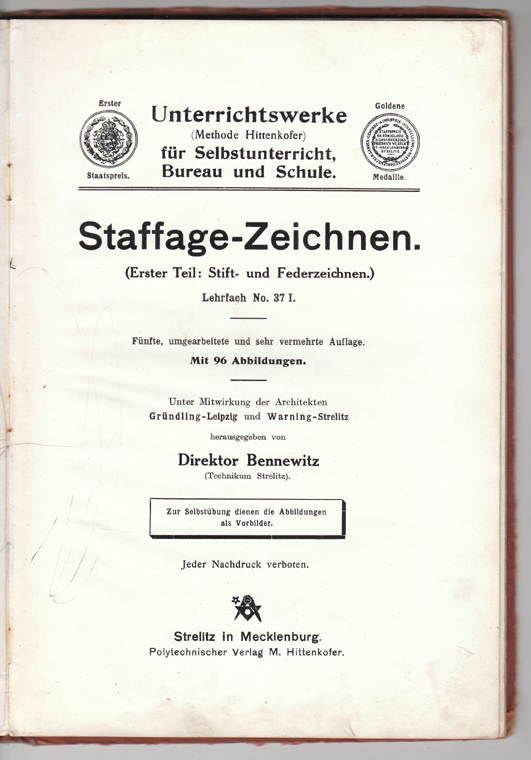 Erster
Staatspreis.
Unterrichtswerke
(Methode Hittenkofer)
für Selbstunterricht,
Bureau und Schule.
Goldene
Medaille.
Staffage-Zeichnen.
(Erster Teil: Stift- und Federzeichnen.)
Lehrfach No. 37 I.
Fünfte, umgearbeitete und sehr vermehrte Auflage.
Mit 96 Abbildungen.
Unter Mitwirkung der Architekten
Gründling-Leipzig und Warning-Strelitz
herausgegeben von
Direktor Bennewitz
(Technikum Strelitz).
Zur Selbstübung dienen die Abbildungen
als Vorbilder.
Jeder Nachdruck verboten.
Strelitz in Mecklenburg.
Polytechnischer Verlag M. Hittenkofer.